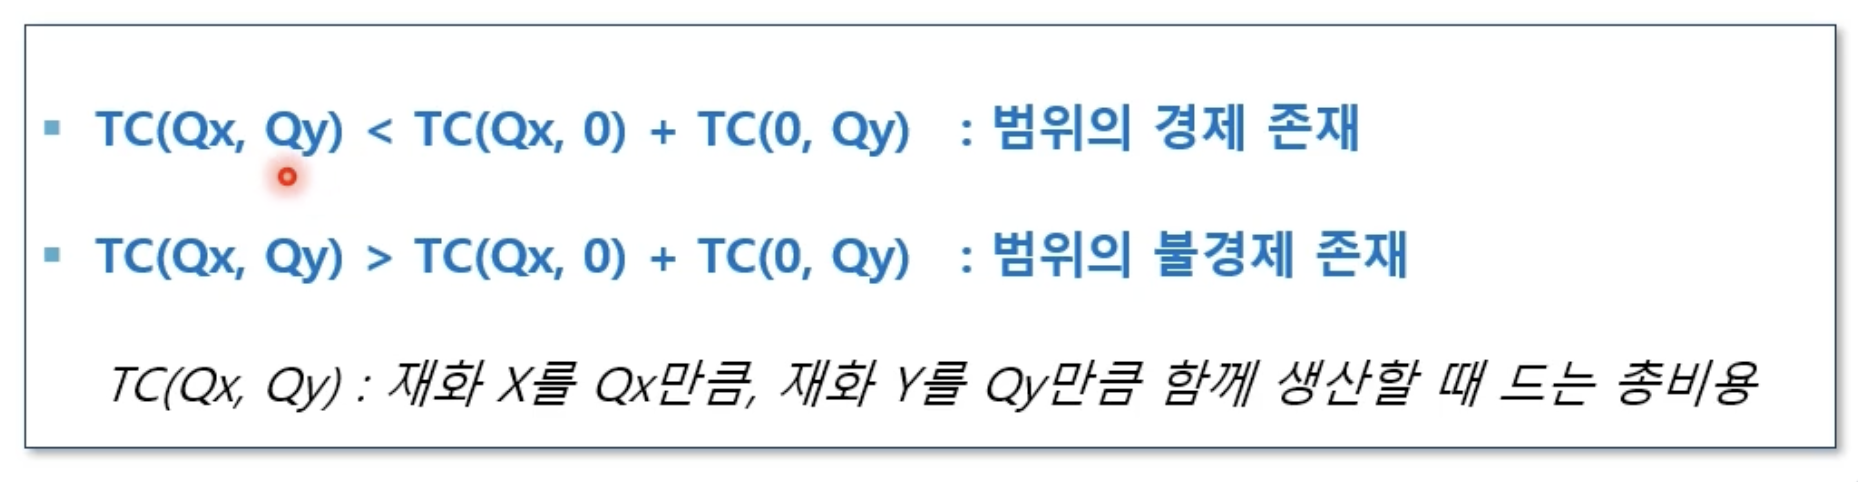 ▪ TC(Qx, Qy) < TC(Qx, 0) + TC(0, Qy) : 범위의 경제 존재
▪ TC(Qx, Qy) > TC(Qx, 0) + TC(0, Qy) : 범위의 불경제 존재
TC(Qx, Qy) : 재화 X를 Qx만큼, 재화 Y를 Qy만큼 함께 생산할 때 드는 총비용